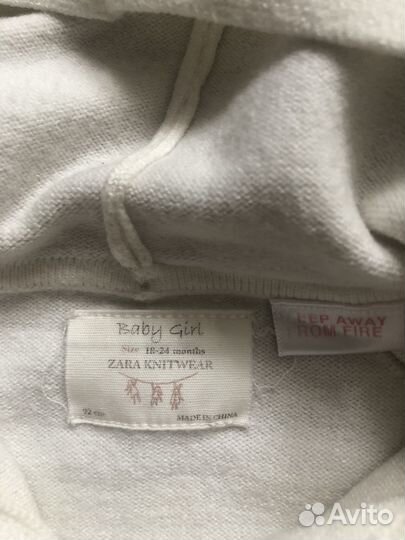 Baby Girl
Size 18-24 months
ZARA KNITWEAR
92 cm
MADE IN CHINA
EEP AWAY
ROM FIRE
Avito